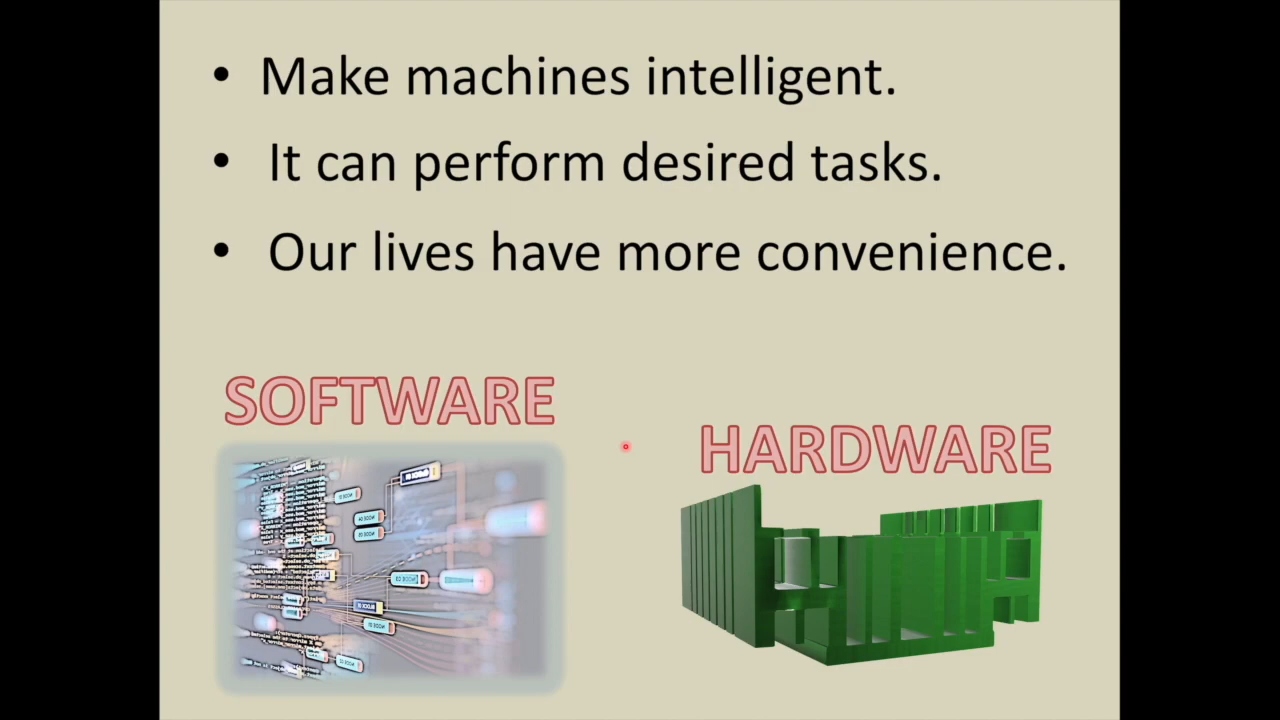 • Make machines intelligent.
• It can perform desired tasks.
• Our lives have more convenience.
SOFTWARE
HARDWARE